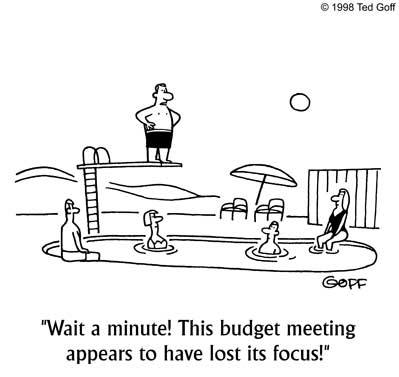 © 1998 Ted Goff
GOFF
"Wait a minute! This budget meeting
appears to have lost its focus!"